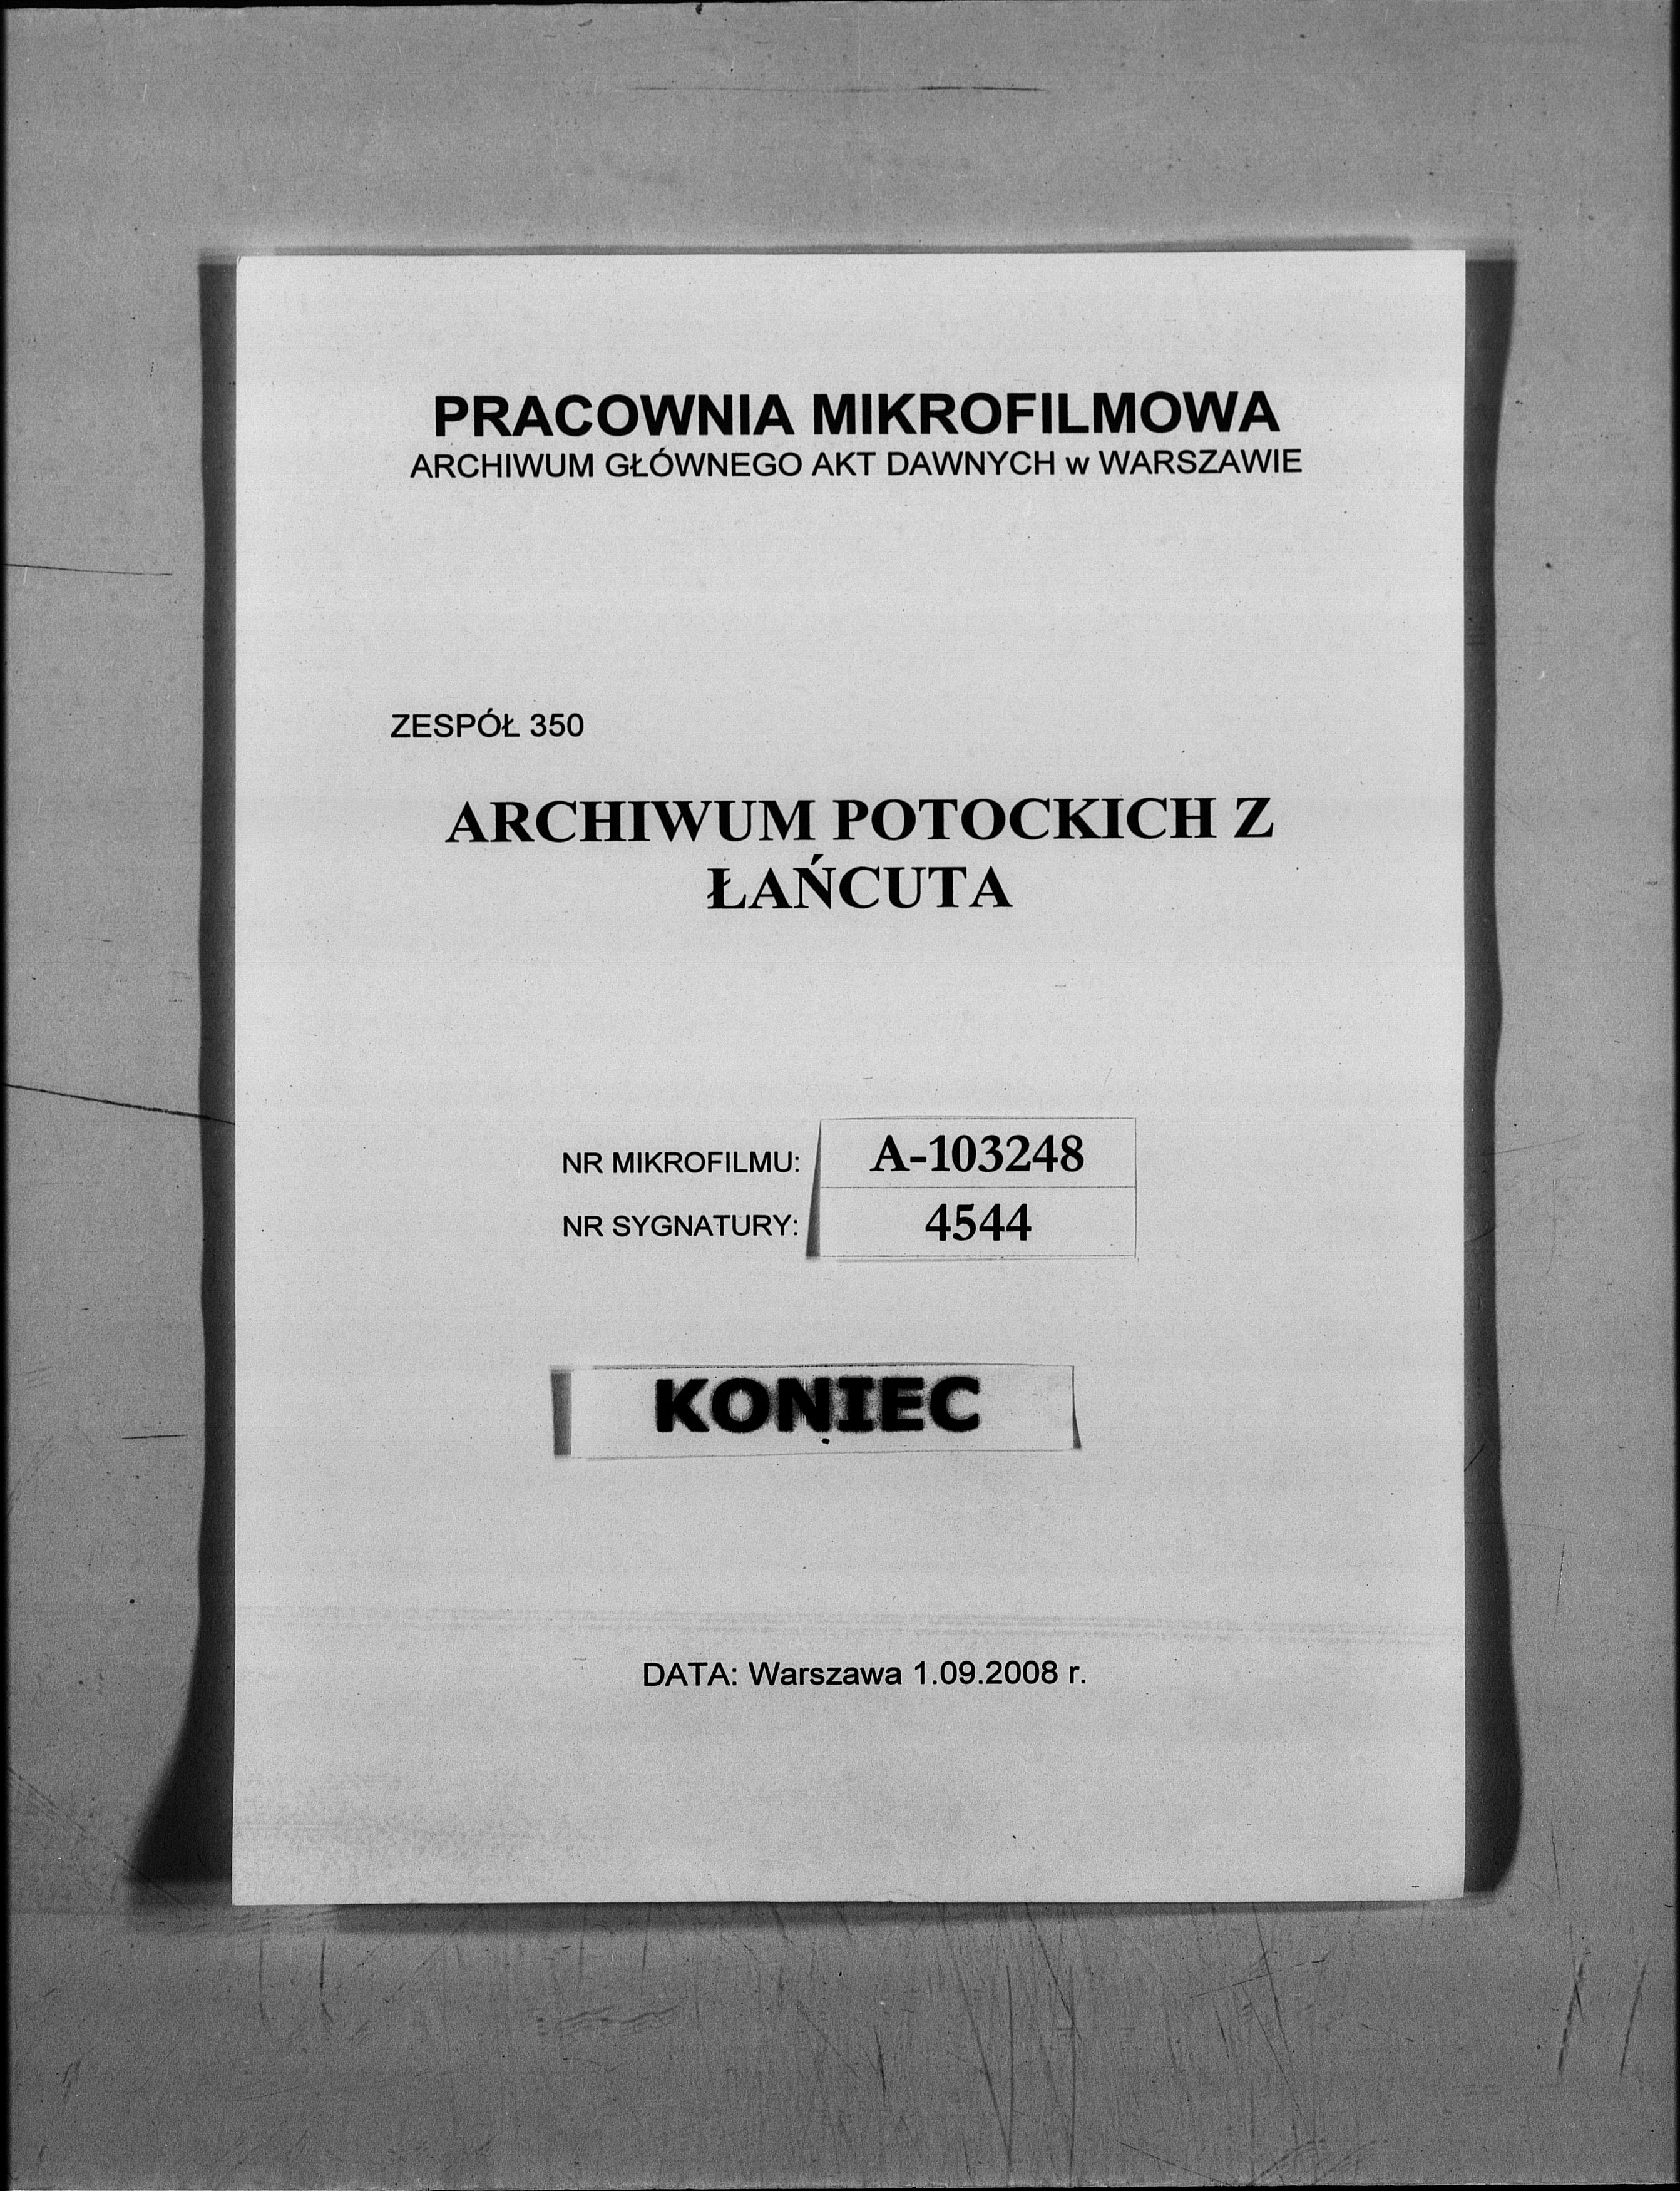 PRACOWNIA MIKROFILMOWA
ARCHIWUM GŁÓWNEGO AKT DAWNYCH w WARSZAWIE
ZESPÓŁ 350
ARCHIWUM POTOCKICH Z
ŁAŃCUTA
NR MIKROFILMU: A-103248
NR SYGNATURY: 4544
KONIEC
DATA: Warszawa 1.09.2008 r.